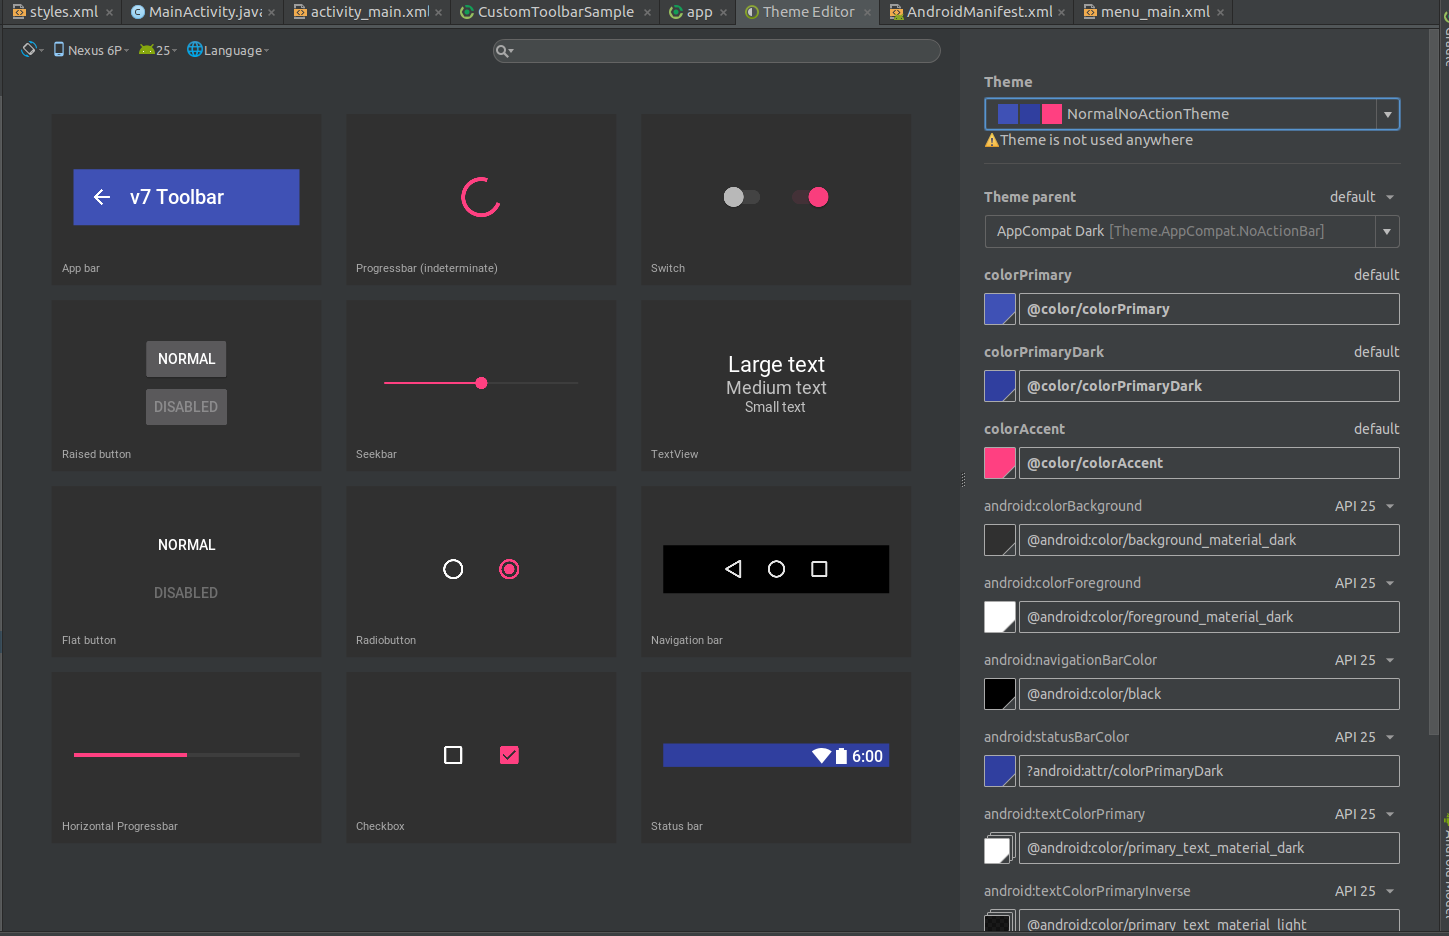 styles.xml
MainActivity.java
activity_main.xml
CustomToolbarSample
app
Theme Editor
AndroidManifest.xml
menu_main.xml
Nexus 6P
25
Language
v7 Toolbar
App bar
Progressbar (indeterminate)
Switch
NORMAL
DISABLED
Raised button
Seekbar
Large text
Medium text
Small text
TextView
NORMAL
DISABLED
Flat button
Radiobutton
Navigation bar
Horizontal Progressbar
Checkbox
6:00
Status bar
Theme
NormalNoActionTheme
Theme is not used anywhere
Theme parent default
AppCompat Dark [Theme.AppCompat.NoActionBar]
colorPrimary default
@color/colorPrimary
colorPrimaryDark default
@color/colorPrimaryDark
colorAccent default
@color/colorAccent
android:colorBackground API 25
@android:color/background_material_dark
android:colorForeground API 25
@android:color/foreground_material_dark
android:navigationBarColor API 25
@android:color/black
android:statusBarColor API 25
?android:attr/colorPrimaryDark
android:textColorPrimary API 25
@android:color/primary_text_material_dark
android:textColorPrimaryInverse API 25
@android:color/primary_text_material_light